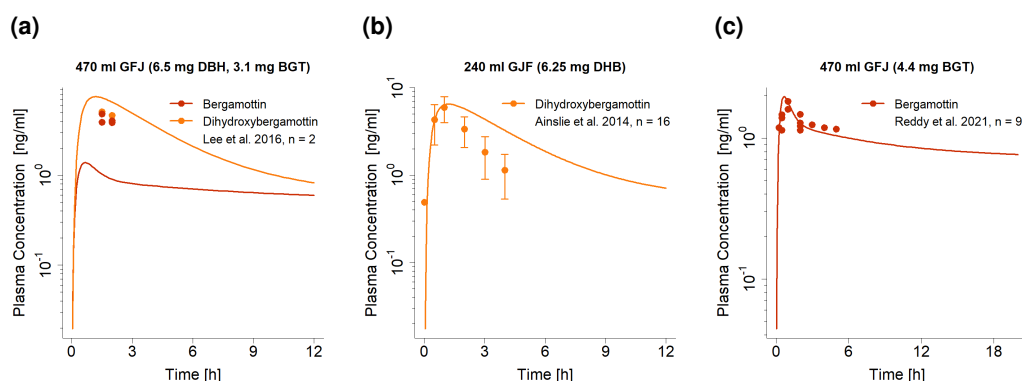 (a)
470 ml GFJ (6.5 mg DBH, 3.1 mg BGT)
Plasma Concentration [ng/ml]
10^0
10^-1
Bergamottin
Dihydroxybergamottin
Lee et al. 2016, n = 2
0 3 6 9 12
Time [h]
(b)
240 ml GJF (6.25 mg DHB)
Plasma Concentration [ng/ml]
10^1
10^0
10^-1
Dihydroxybergamottin
Ainslie et al. 2014, n = 16
0 3 6 9 12
Time [h]
(c)
470 ml GFJ (4.4 mg BGT)
Plasma Concentration [ng/ml]
10^0
10^-1
Bergamottin
Reddy et al. 2021, n = 9
0 6 12 18
Time [h]